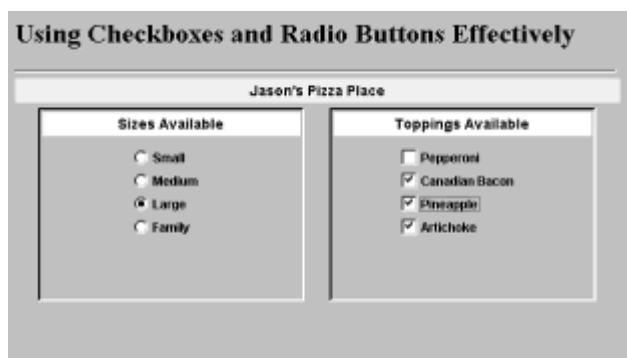 Using Checkboxes and Radio Buttons Effectively
Jason's Pizza Place
Sizes Available
Small
Medium
Large
Family
Toppings Available
Pepperoni
Canadian Bacon
Pineapple
Artichoke